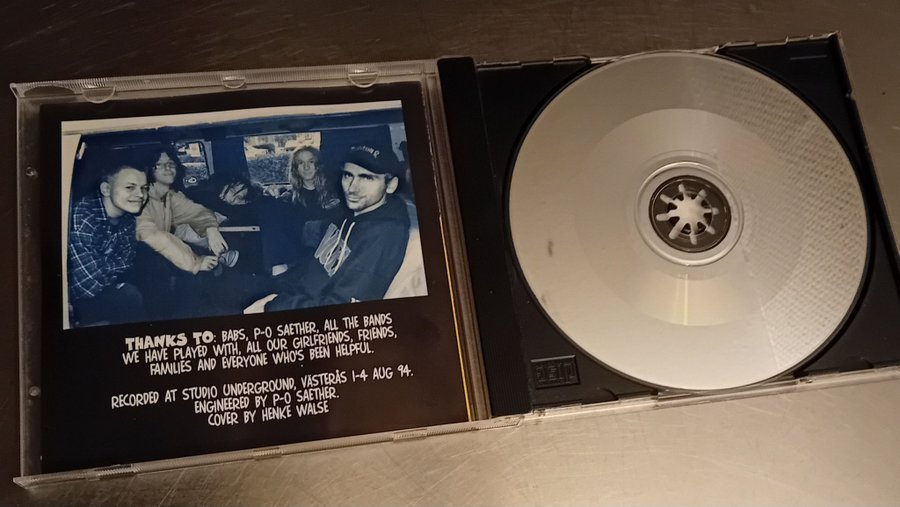 THANKS TO: BABS, P-O SAETHER, ALL THE BANDS
WE HAVE PLAYED WITH, ALL OUR GIRLFRIENDS, FRIENDS,
FAMILIES AND EVERYONE WHO'S BEEN HELPFUL.
RECORDED AT STUDIO UNDERGROUND, VÄSTERÅS 1-4 AUG 94.
ENGINEERED BY P-O SAETHER.
COVER BY HENKE WALSE